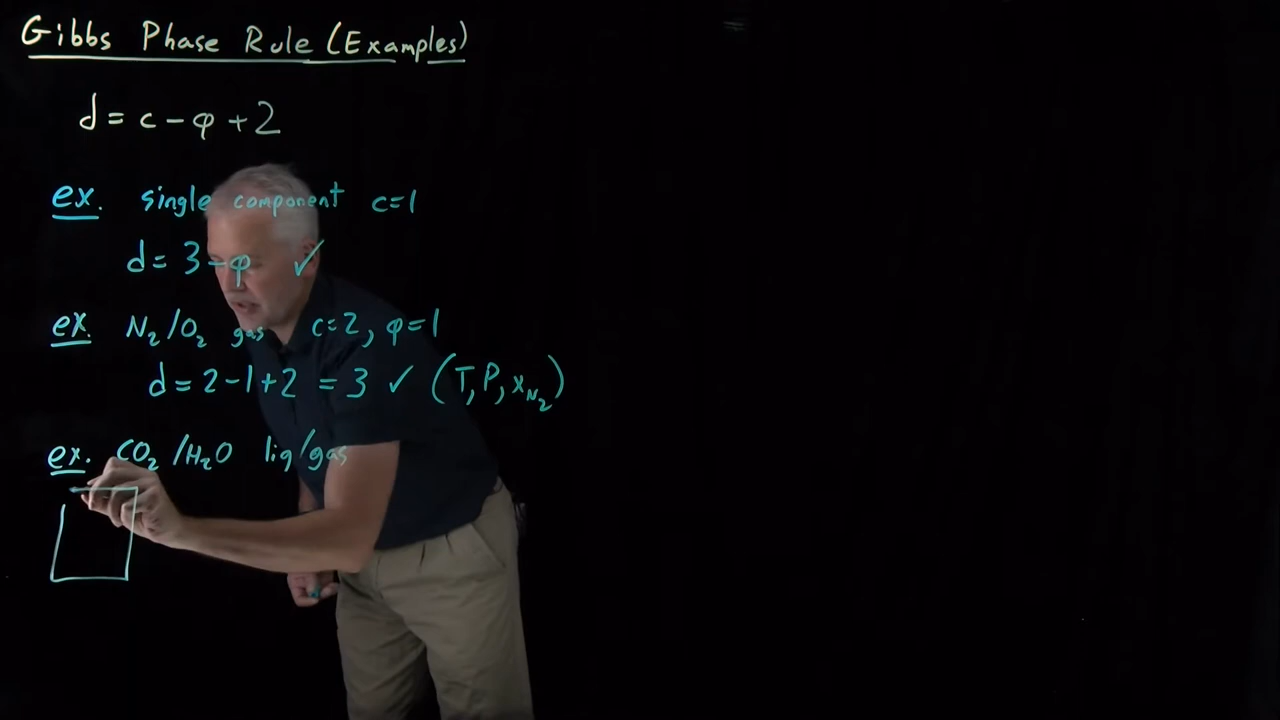 Gibbs Phase Rule (Examples)
d = c - φ + 2
ex. single component c=1
d = 3 - φ ✓
ex. N₂/O₂ gas c=2, φ=1
d = 2 - 1 + 2 = 3 ✓ (T, P, x_N₂)
ex. CO₂/H₂O liq/gas